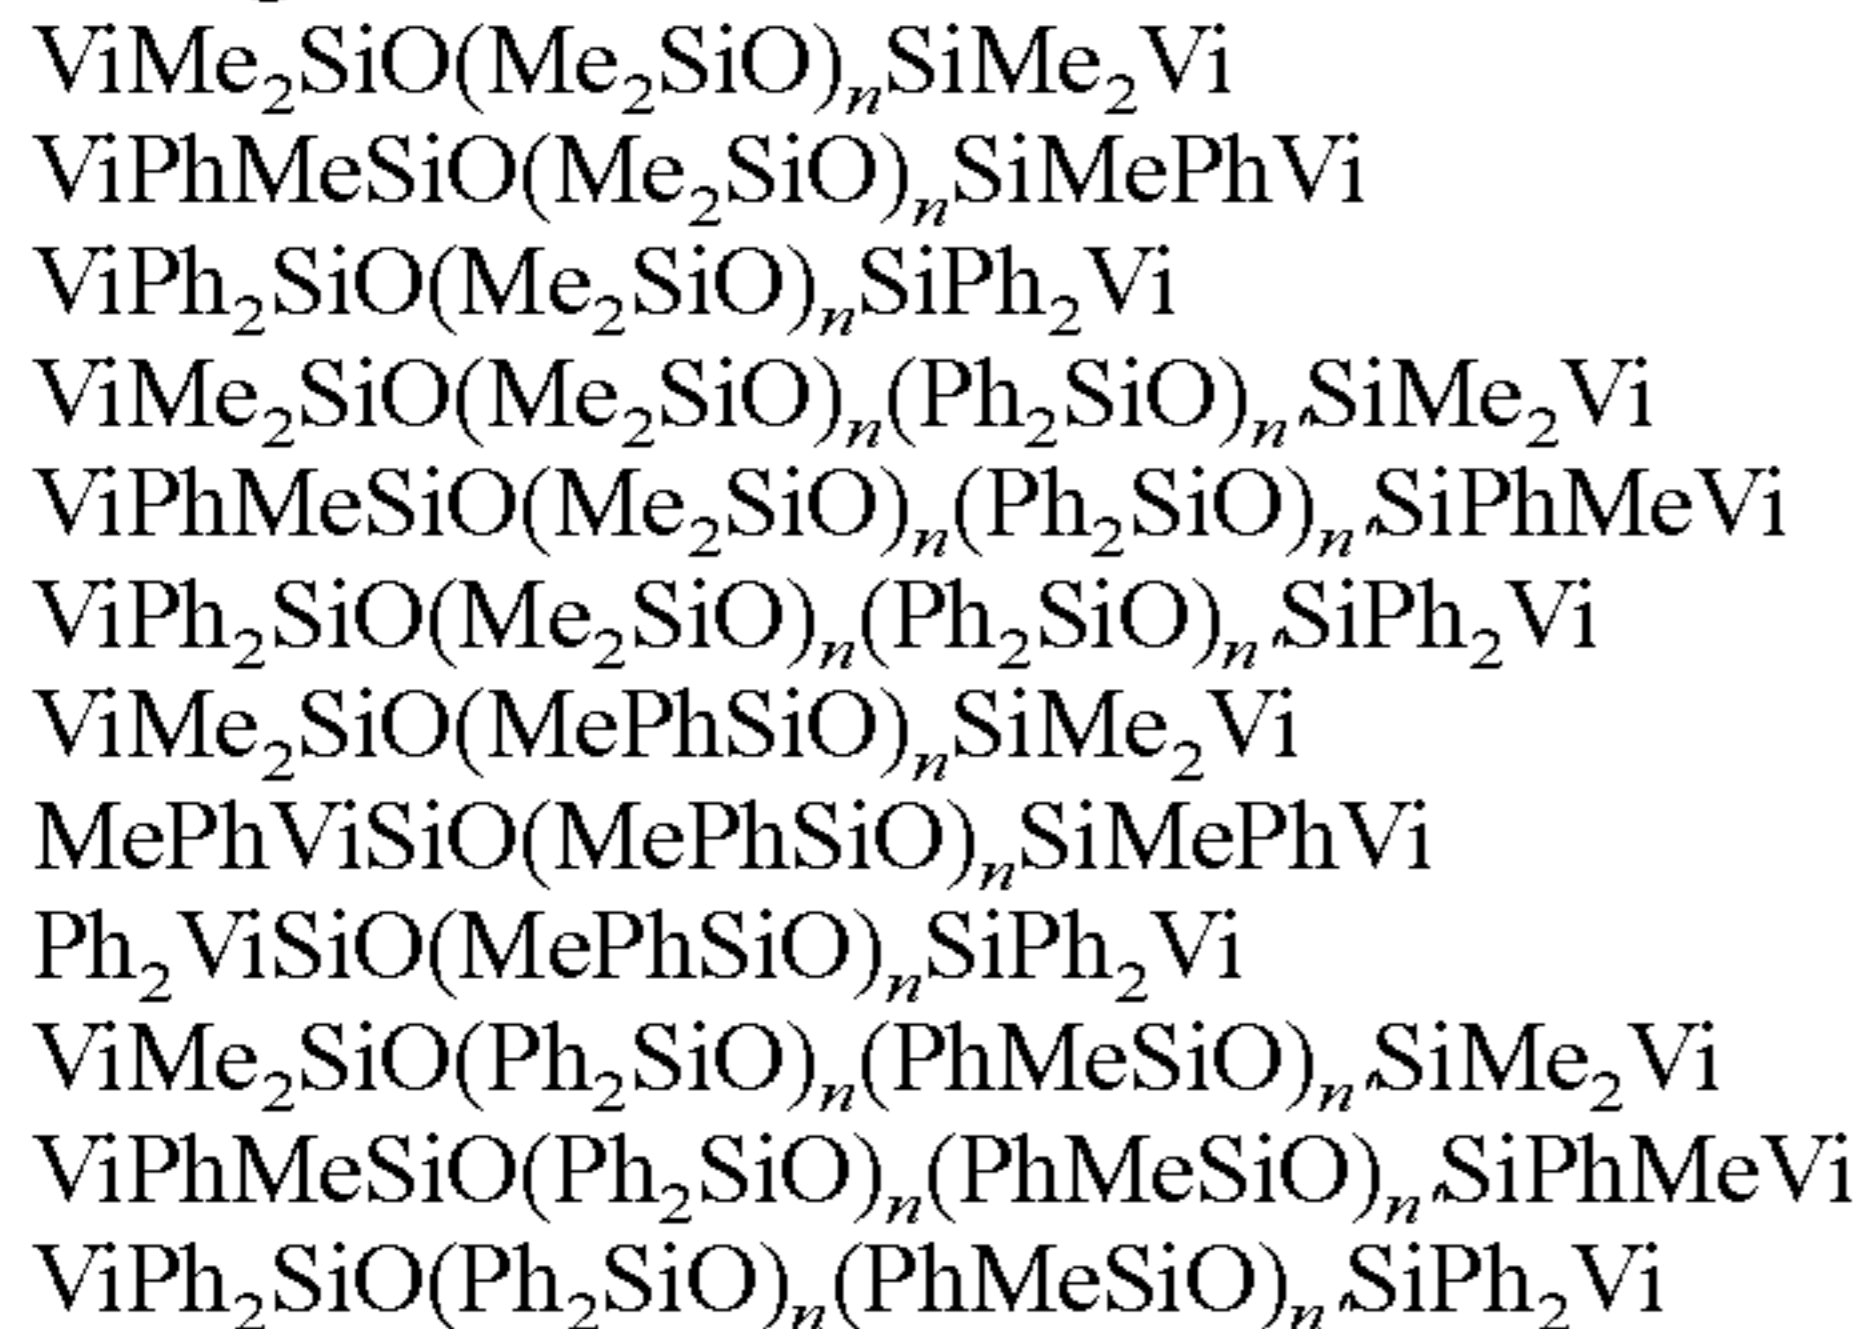 ViMe₂SiO(Me₂SiO)ₙSiMe₂Vi
ViPhMeSiO(Me₂SiO)ₙSiMePhVi
ViPh₂SiO(Me₂SiO)ₙSiPh₂Vi
ViMe₂SiO(Me₂SiO)ₙ(Ph₂SiO)ₙ′SiMe₂Vi
ViPhMeSiO(Me₂SiO)ₙ(Ph₂SiO)ₙ′SiPhMeVi
ViPh₂SiO(Me₂SiO)ₙ(Ph₂SiO)ₙ′SiPh₂Vi
ViMe₂SiO(MePhSiO)ₙSiMe₂Vi
MePhViSiO(MePhSiO)ₙSiMePhVi
Ph₂ViSiO(MePhSiO)ₙSiPh₂Vi
ViMe₂SiO(Ph₂SiO)ₙ(PhMeSiO)ₙ′SiMe₂Vi
ViPhMeSiO(Ph₂SiO)ₙ(PhMeSiO)ₙ′SiPhMeVi
ViPh₂SiO(Ph₂SiO)ₙ(PhMeSiO)ₙ′SiPh₂Vi